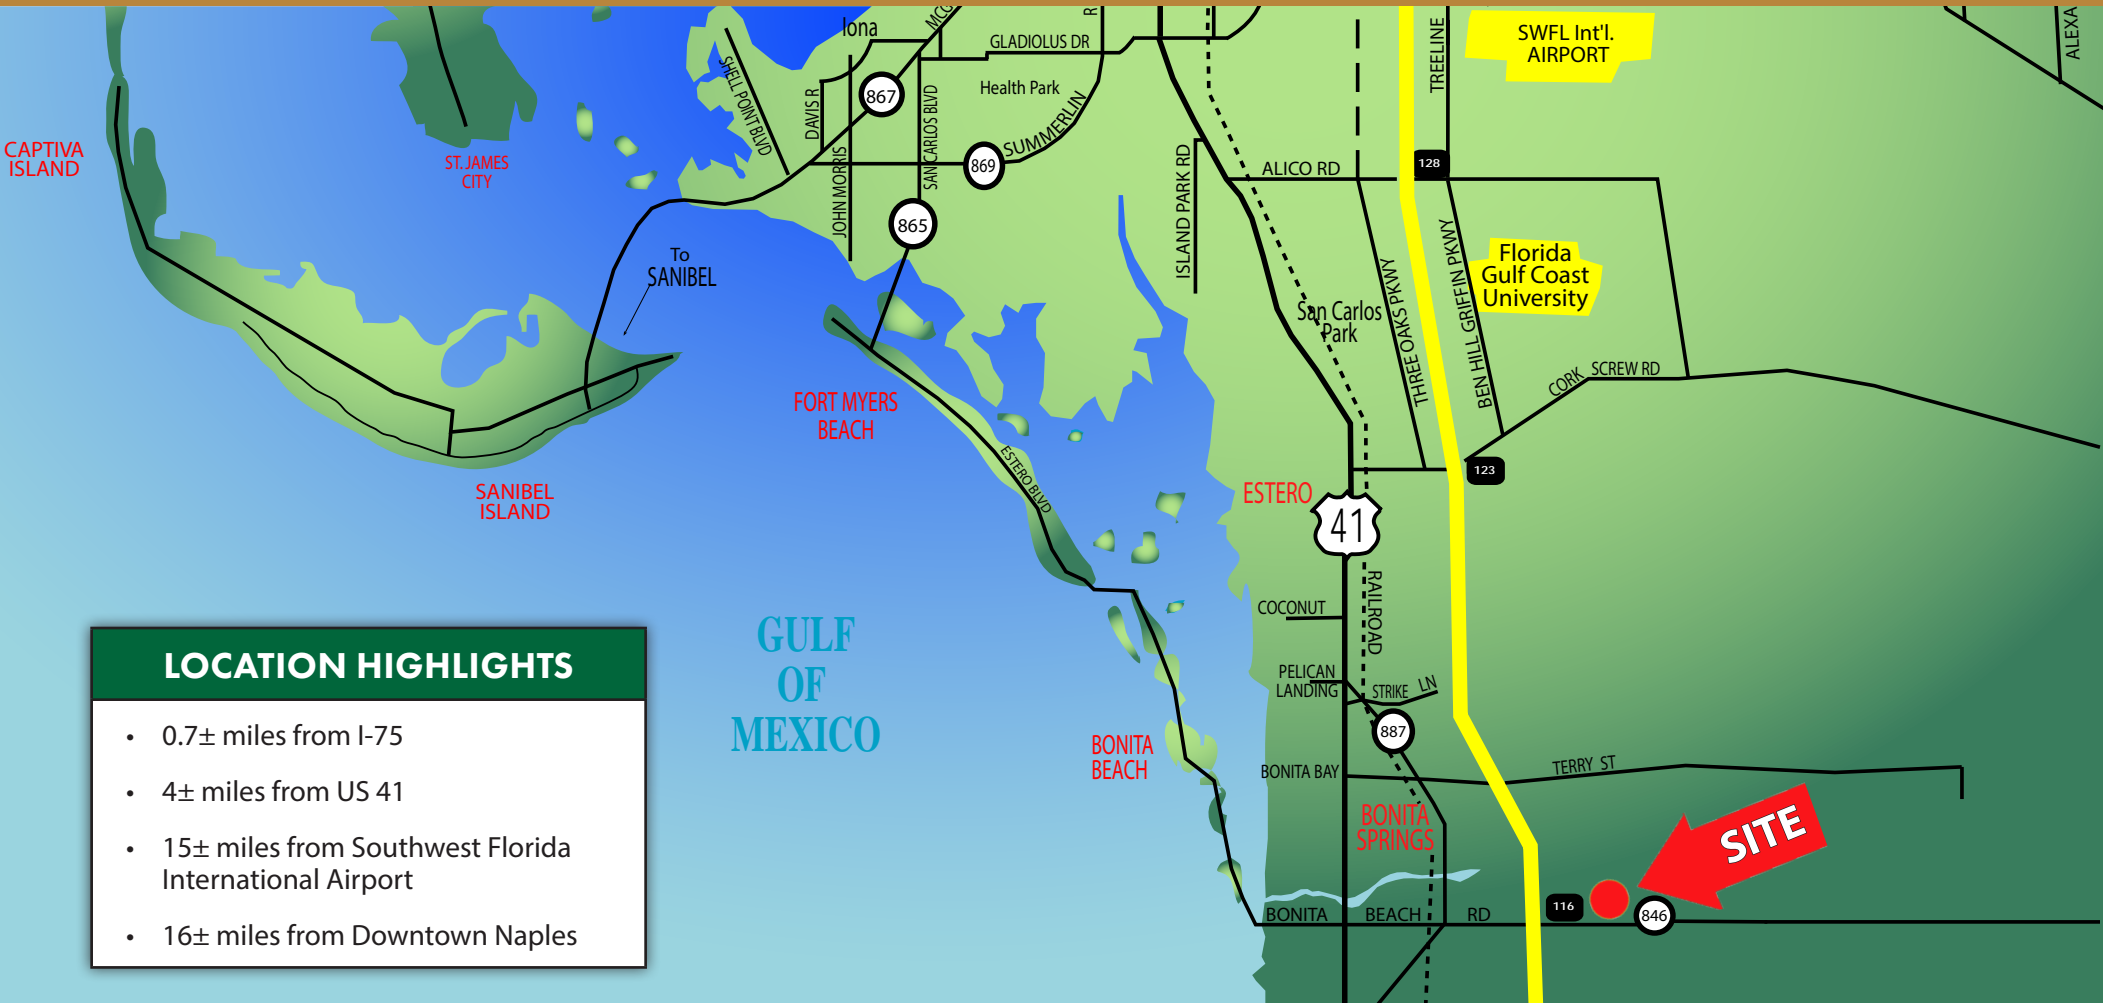 Iona
MCG
R
GLADIOLUS DR
TREELINE
SWFL Int'l.
AIRPORT
ALEXA
SHELL POINT BLVD
DAVIS R
867
SAN CARLOS BLVD
Health Park
SUMMERLIN
CAPTIVA
ISLAND
ST. JAMES
CITY
869
ISLAND PARK RD
ALICO RD
128
JOHN MORRIS
865
To
SANIBEL
San Carlos
Park
THREE OAKS PKWY
BEN HILL GRIFFIN PKWY
Florida
Gulf Coast
University
CORK SCREW RD
FORT MYERS
BEACH
ESTERO BLVD
123
SANIBEL
ISLAND
ESTERO
41
RAILROAD
COCONUT
GULF
OF
MEXICO
PELICAN
LANDING
STRIKE LN
887
BONITA
BEACH
BONITA BAY
TERRY ST
BONITA
SPRINGS
SITE
116
846
BONITA BEACH RD
LOCATION HIGHLIGHTS
• 0.7± miles from I-75
• 4± miles from US 41
• 15± miles from Southwest Florida
International Airport
• 16± miles from Downtown Naples